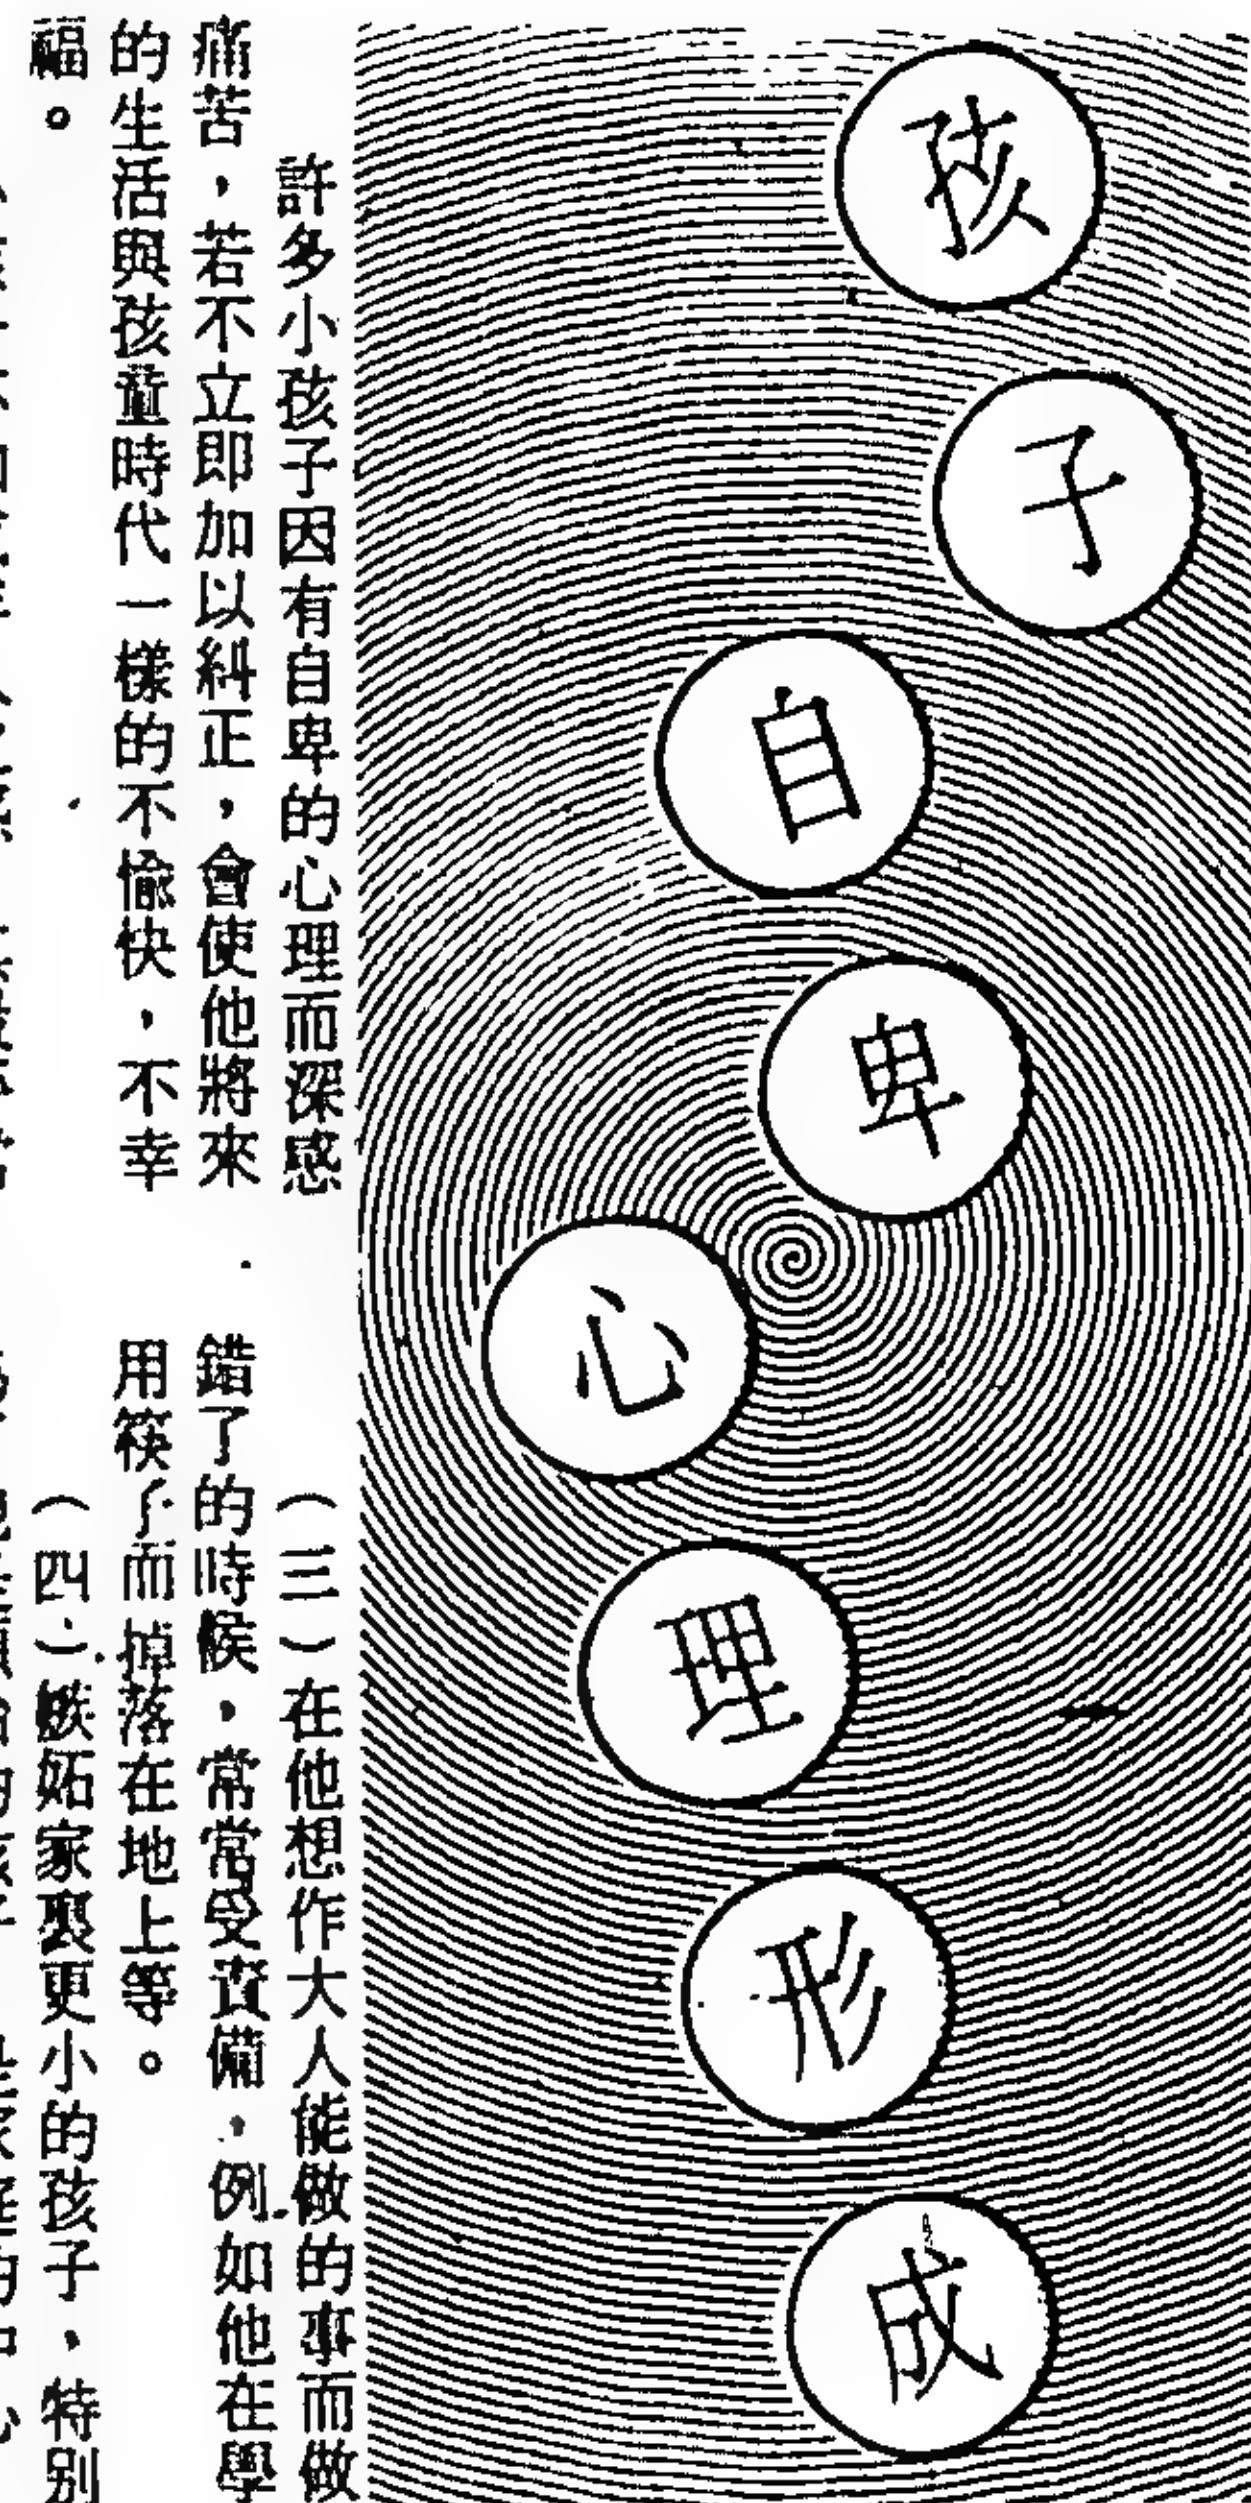 孩子自卑心理形成
許多小孩子因有自卑的心理而深感
痛苦，若不立即加以糾正，會使他將來
的生活與孩童時代一樣的不愉快，不幸
福。
（三）在他想作大人能做的事而做
錯了的時候，常常受責備，例如他在學
用筷子而掉落在地上等。
（四）嫉妬家裏更小的孩子，特别